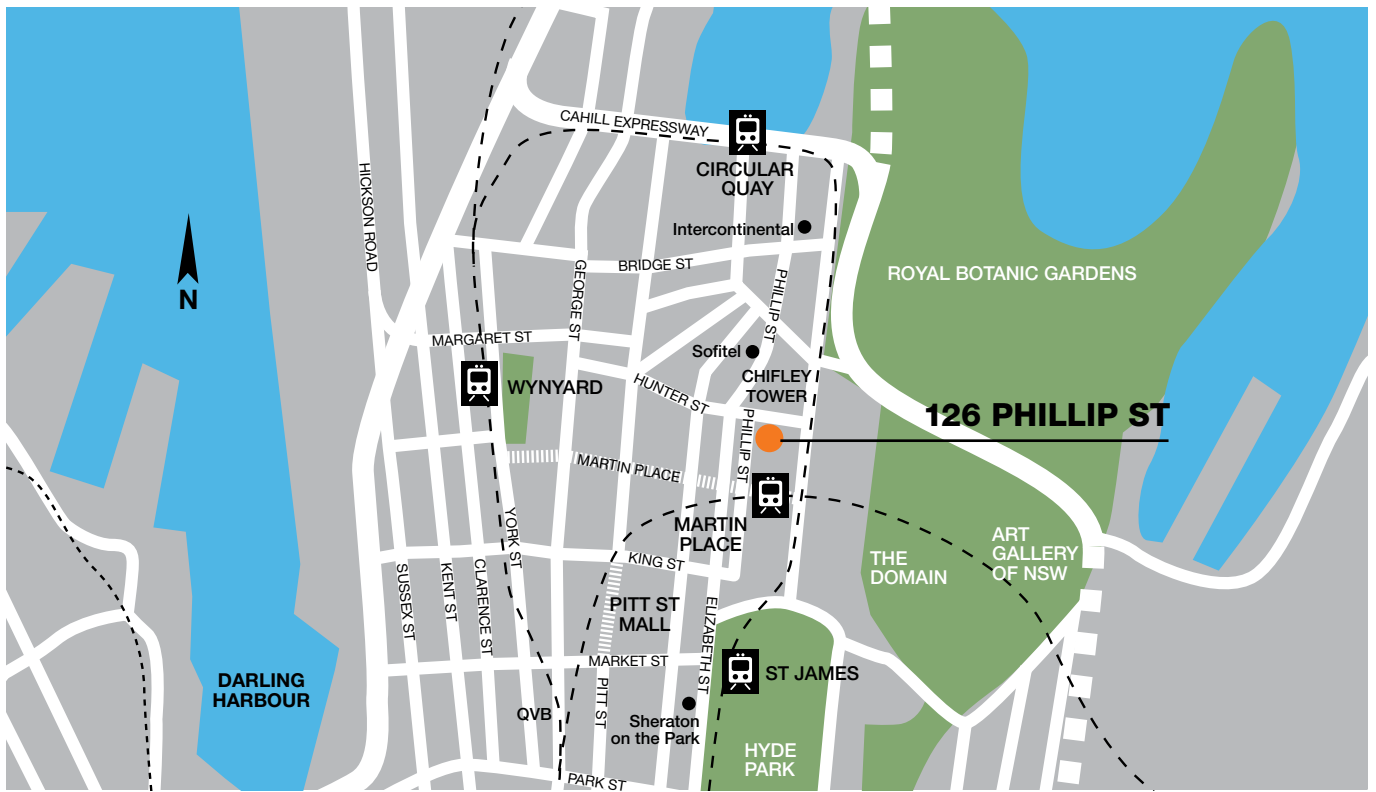 CAHILL EXPRESSWAY
CIRCULAR
QUAY
HICKSON ROAD
Intercontinental
BRIDGE ST
ROYAL BOTANIC GARDENS
N
GEORGE ST
PHILLIP ST
MARGARET ST
Sofitel
WYNYARD
HUNTER ST
CHIFLEY
TOWER
126 PHILLIP ST
PHILLIP ST
MARTIN PLACE
MARTIN
PLACE
YORK ST
KING ST
THE
DOMAIN
ART
GALLERY
OF NSW
SUSSEX ST
KENT ST
CLARENCE ST
PITT ST
MALL
ELIZABETH ST
MARKET ST
ST JAMES
DARLING
HARBOUR
PITT ST
QVB
Sheraton
on the Park
HYDE
PARK
PARK ST